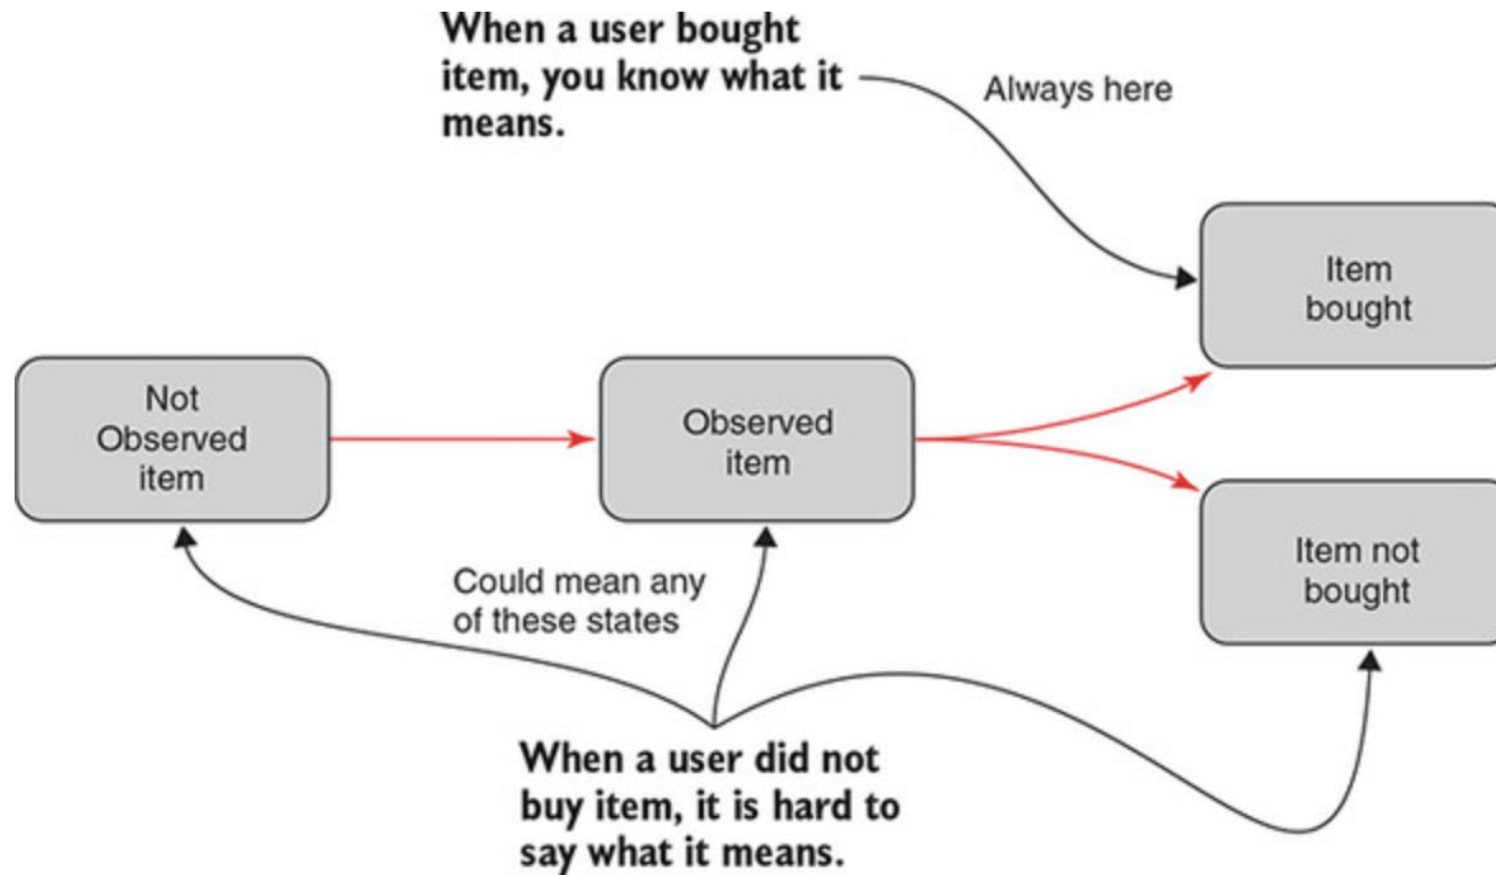 When a user bought
item, you know what it
means.
Always here
Item
bought
Not
Observed
item
Observed
item
Item not
bought
Could mean any
of these states
When a user did not
buy item, it is hard to
say what it means.